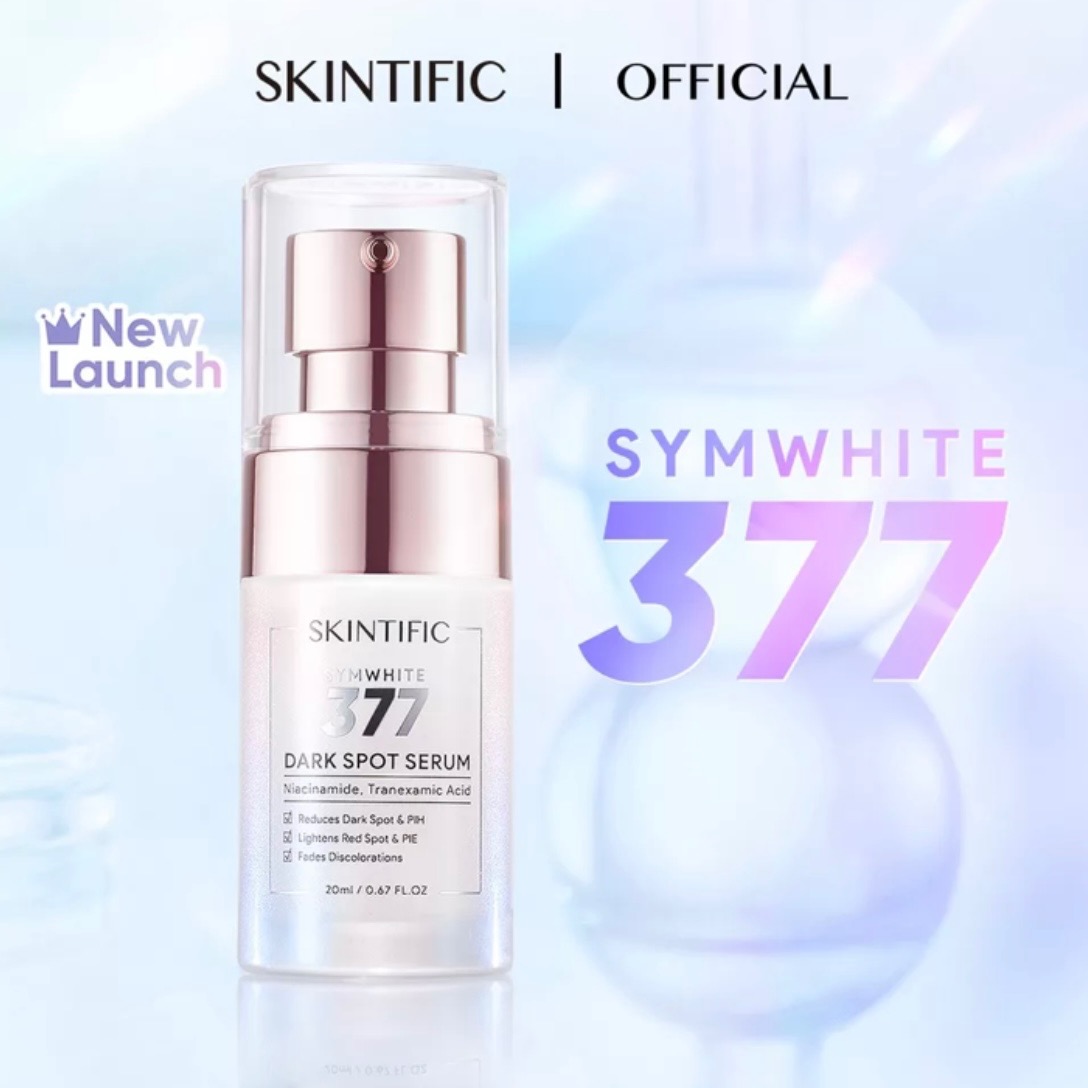 SKINTIFIC | OFFICIAL
New
Launch
SYMWHITE
377
SKINTIFIC
SYMWHITE
377
DARK SPOT SERUM
Niacinamide, Tranexamic Acid
☑ Reduces Dark Spot & PIH
☑ Lightens Red Spot & PIE
☑ Fades Discolorations
20ml / 0.67 FL.OZ